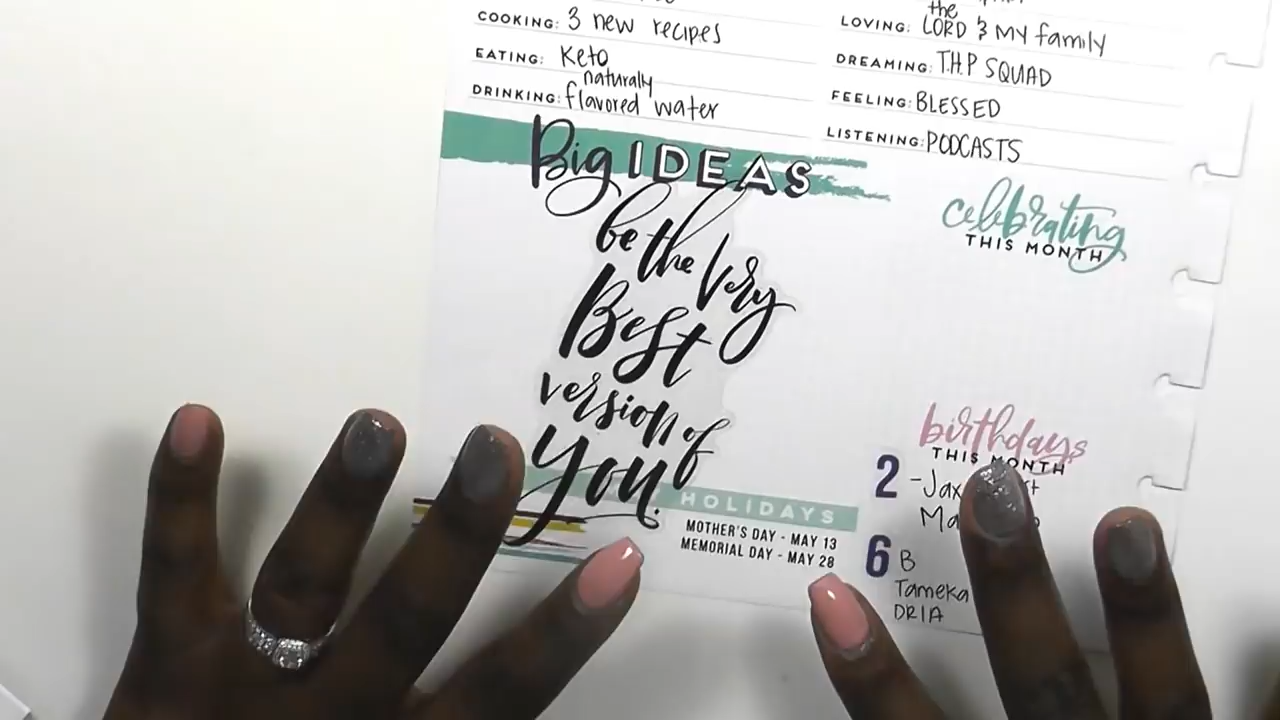 COOKING: 3 new recipes
EATING: Keto
DRINKING: naturally flavored water
the
LOVING: LORD & My family
DREAMING: T.H.P SQUAD
FEELING: BLESSED
LISTENING: PODCASTS
Big IDEAS
be the very
Best
version of
you.
celebrating
THIS MONTH
birthdays
THIS MONTH
2 -Jax
6 B
Tameka
DRIA
HOLIDAYS
MOTHER'S DAY - MAY 13
MEMORIAL DAY - MAY 28